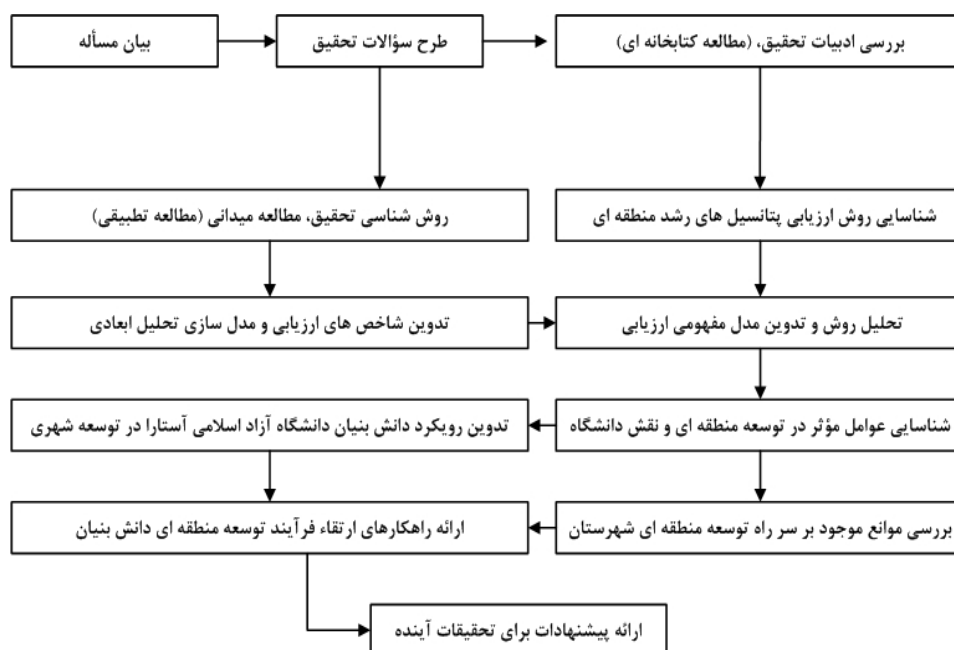 بیان مسأله
طرح سؤالات تحقیق
بررسی ادبیات تحقیق، (مطالعه کتابخانه ای)
روش شناسی تحقیق، مطالعه میدانی (مطالعه تطبیقی)
شناسایی روش ارزیابی پتانسیل های رشد منطقه ای
تدوین شاخص های ارزیابی و مدل سازی تحلیل ابعادی
تحلیل روش و تدوین مدل مفهومی ارزیابی
شناسایی عوامل مؤثر در توسعه منطقه ای و نقش دانشگاه
تدوین رویکرد دانش بنیان دانشگاه آزاد اسلامی آستارا در توسعه شهری
بررسی موانع موجود بر سر راه توسعه منطقه ای شهرستان
ارائه راهکارهای ارتقاء فرآیند توسعه منطقه ای دانش بنیان
ارائه پیشنهادات برای تحقیقات آینده